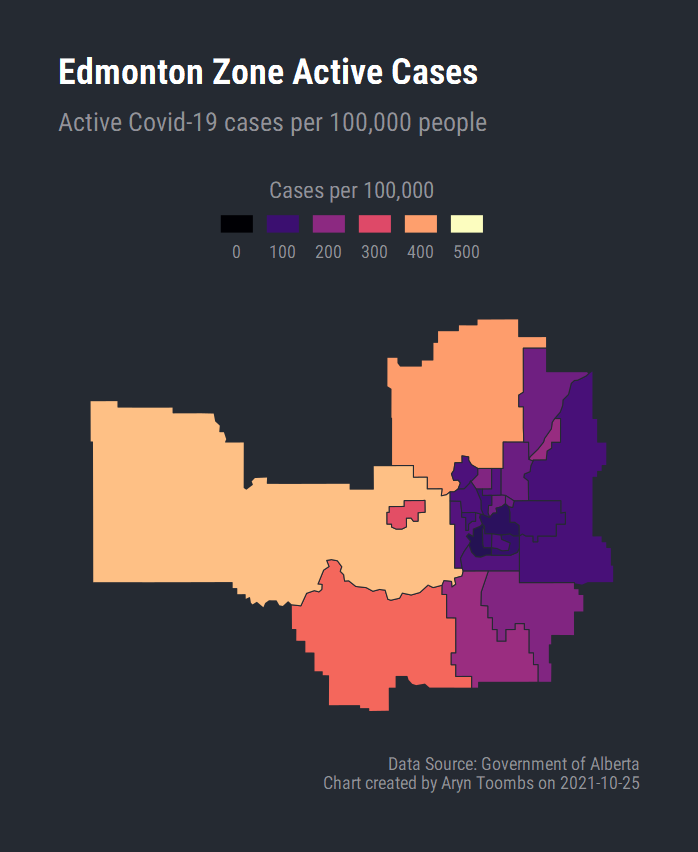 Edmonton Zone Active Cases
Active Covid-19 cases per 100,000 people
Cases per 100,000
0 100 200 300 400 500
Data Source: Government of Alberta
Chart created by Aryn Toombs on 2021-10-25